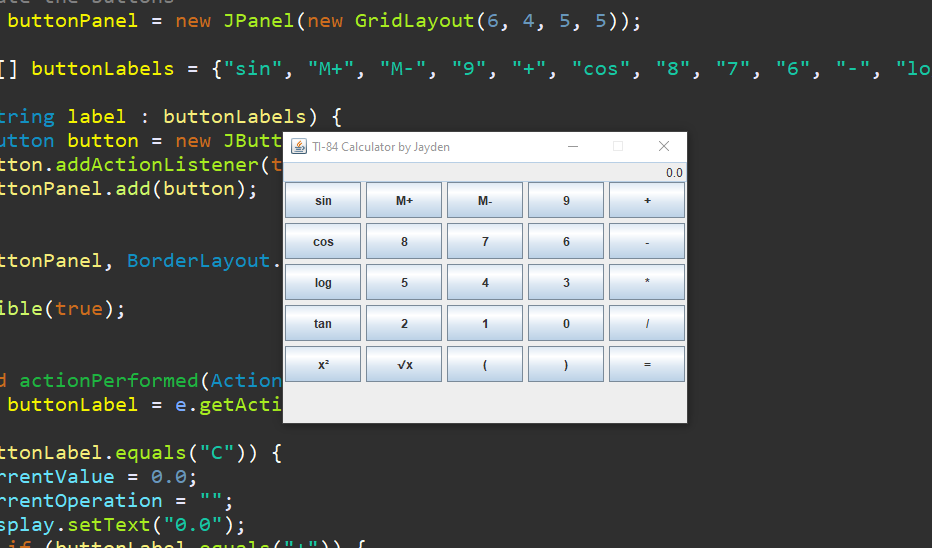 ate the buttons
buttonPanel = new JPanel(new GridLayout(6, 4, 5, 5));
[] buttonLabels = {"sin", "M+", "M-", "9", "+", "cos", "8", "7", "6", "-", "lo
tring label : buttonLabels) {
utton button = new JButt
tton.addActionListener(t
ttonPanel.add(button);
ttonPanel, BorderLayout.
ible(true);
d actionPerformed(Action
buttonLabel = e.getActi
ttonLabel.equals("C")) {
rrentValue = 0.0;
rrentOperation = "";
splay.setText("0.0");
if (buttonLabel.equals("+")) {
TI-84 Calculator by Jayden
0.0
sin M+ M- 9 +
cos 8 7 6 -
log 5 4 3 *
tan 2 1 0 /
x² √x ( ) =